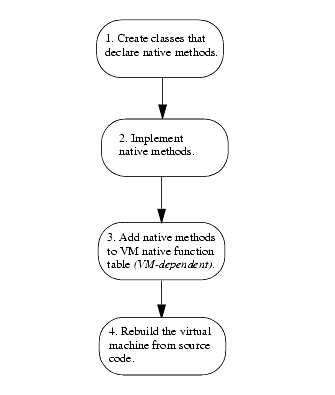 1. Create classes that
declare native methods.
2. Implement
native methods.
3. Add native methods
to VM native function
table (VM-dependent).
4. Rebuild the virtual
machine from source
code.